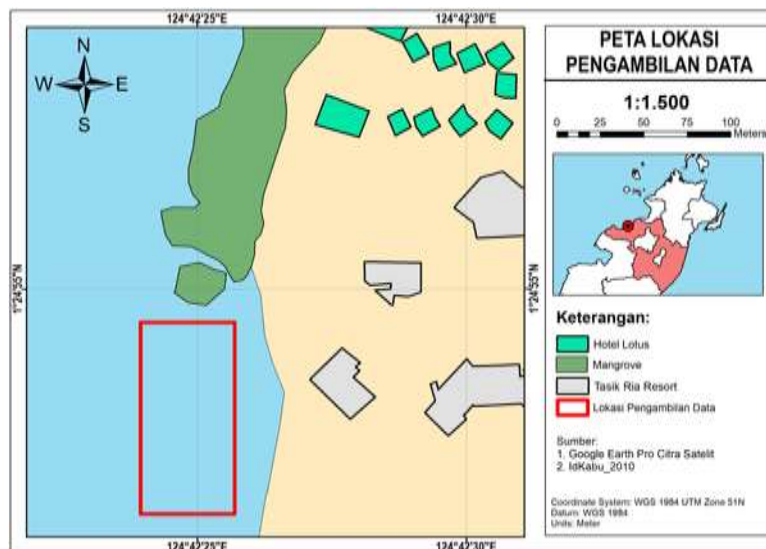 124°42'25"E
124°42'30"E
N
W
E
S
1°24'55"N
1°24'55"N
124°42'25"E
124°42'30"E
PETA LOKASI
PENGAMBILAN DATA
1:1.500
0 25 50 75 100
Meters
Keterangan:
Hotel Lotus
Mangrove
Tasik Ria Resort
Lokasi Pengambilan Data
Sumber:
1. Google Earth Pro Citra Satelit
2. IdKabu_2010
Coordinate System: WGS 1984 UTM Zone 51N
Datum: WGS 1984
Units: Meter